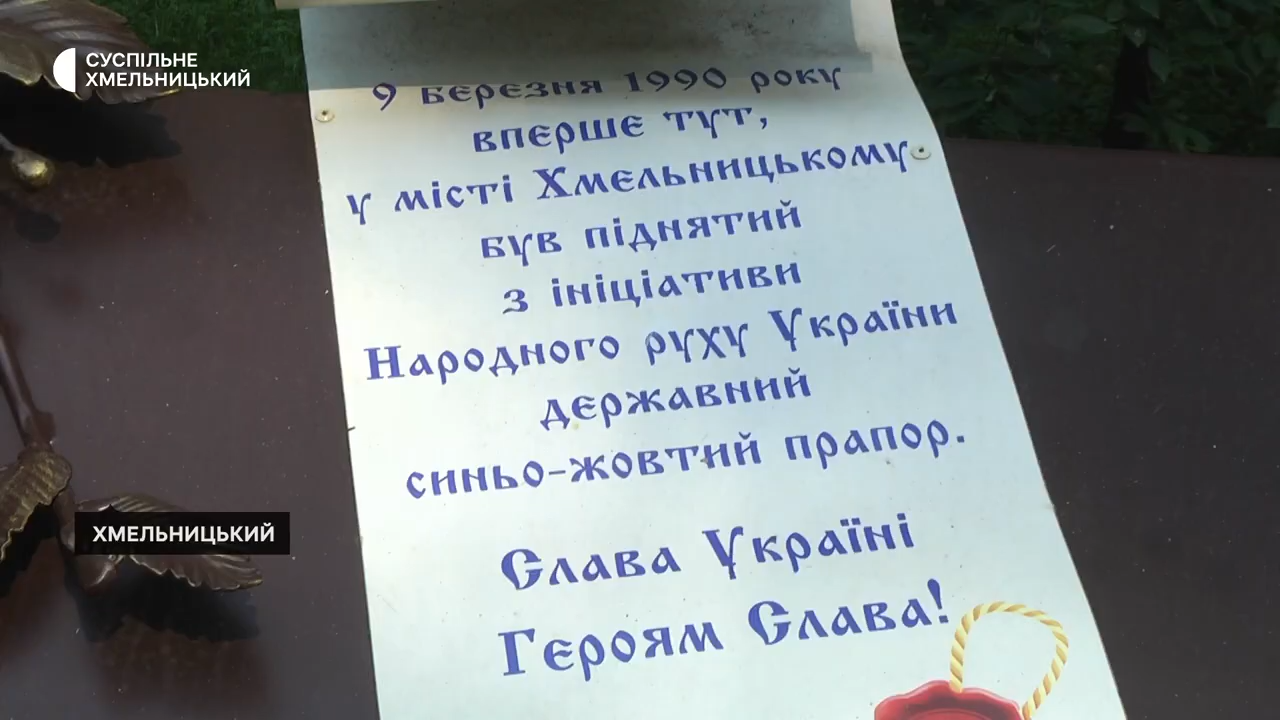 СУСПІЛЬНЕ
ХМЕЛЬНИЦЬКИЙ
9 березня 1990 року
вперше тут,
у місті Хмельницькому
був піднятий
з ініціативи
Народного руху України
державний
синьо-жовтий прапор.
Слава Україні
Героям Слава!
ХМЕЛЬНИЦЬКИЙ